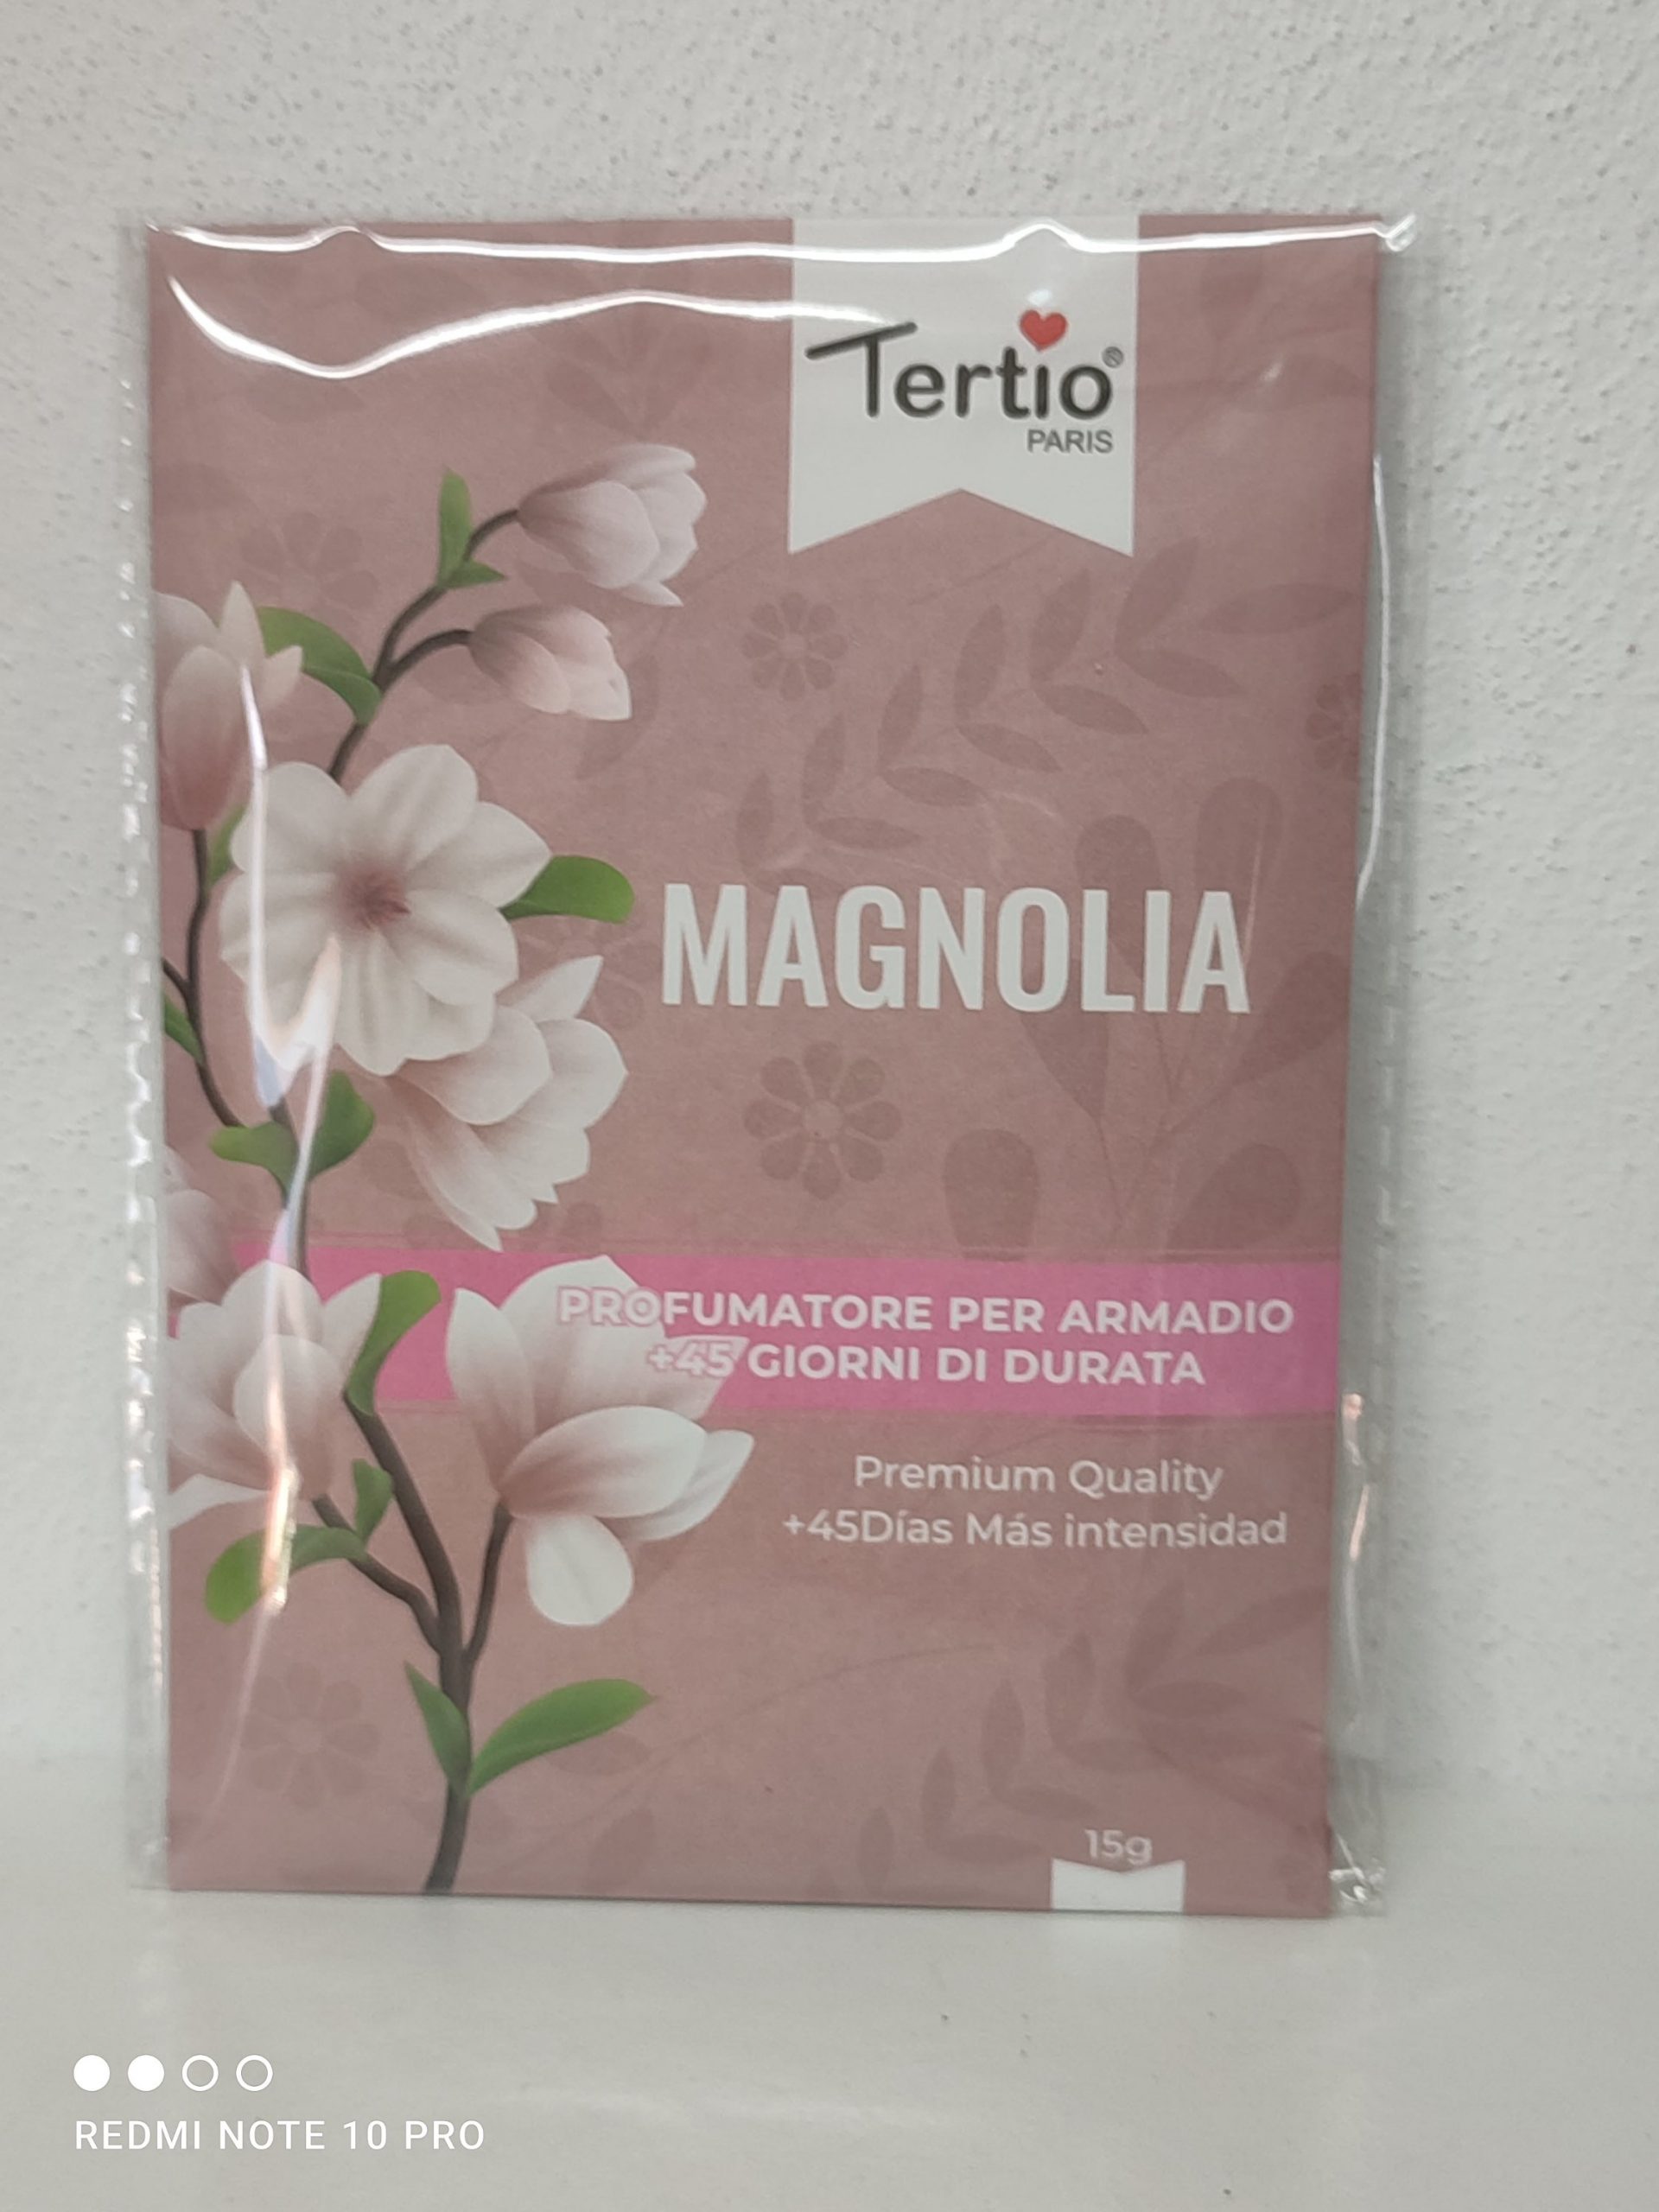 Tertio®
PARIS
MAGNOLIA
PROFUMATORE PER ARMADIO
+45 GIORNI DI DURATA
Premium Quality
+45Días Más intensidad
15g
REDMI NOTE 10 PRO